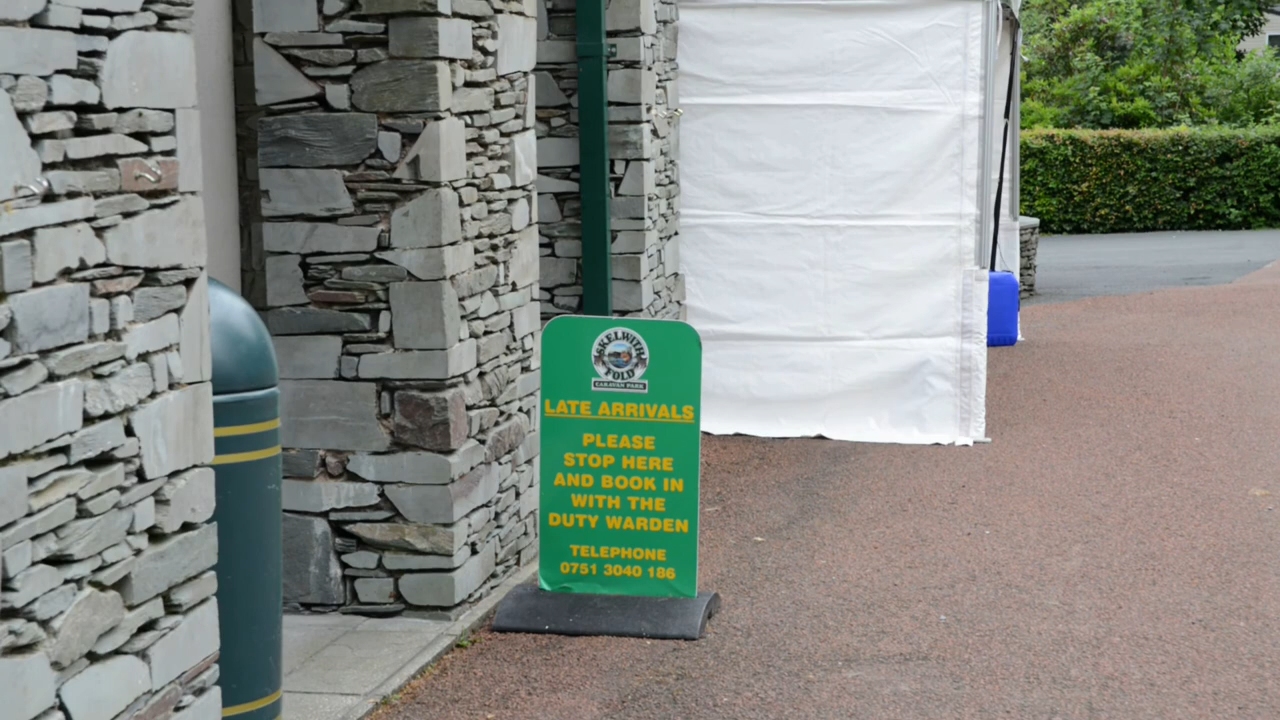 SKELWITH
FOLD
CARAVAN PARK
LATE ARRIVALS
PLEASE
STOP HERE
AND BOOK IN
WITH THE
DUTY WARDEN
TELEPHONE
0751 3040 186